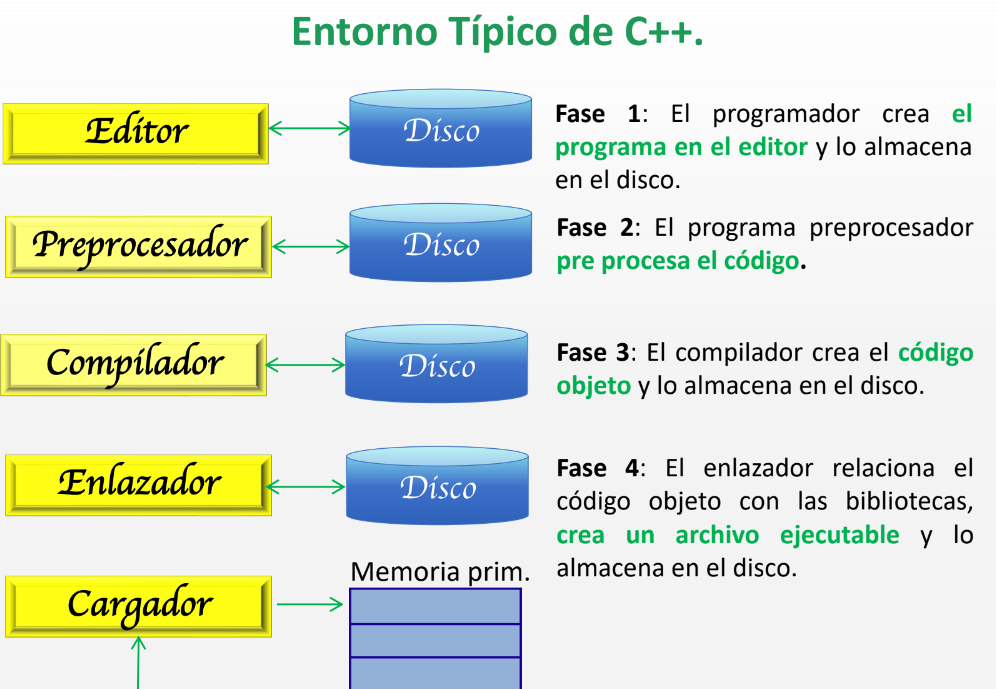 Entorno Típico de C++.
Editor
Disco
Fase 1: El programador crea el
programa en el editor y lo almacena
en el disco.
Preprocesador
Disco
Fase 2: El programa preprocesador
pre procesa el código.
Compilador
Disco
Fase 3: El compilador crea el código
objeto y lo almacena en el disco.
Enlazador
Disco
Fase 4: El enlazador relaciona el
código objeto con las bibliotecas,
crea un archivo ejecutable y lo
almacena en el disco.
Memoria prim.
Cargador